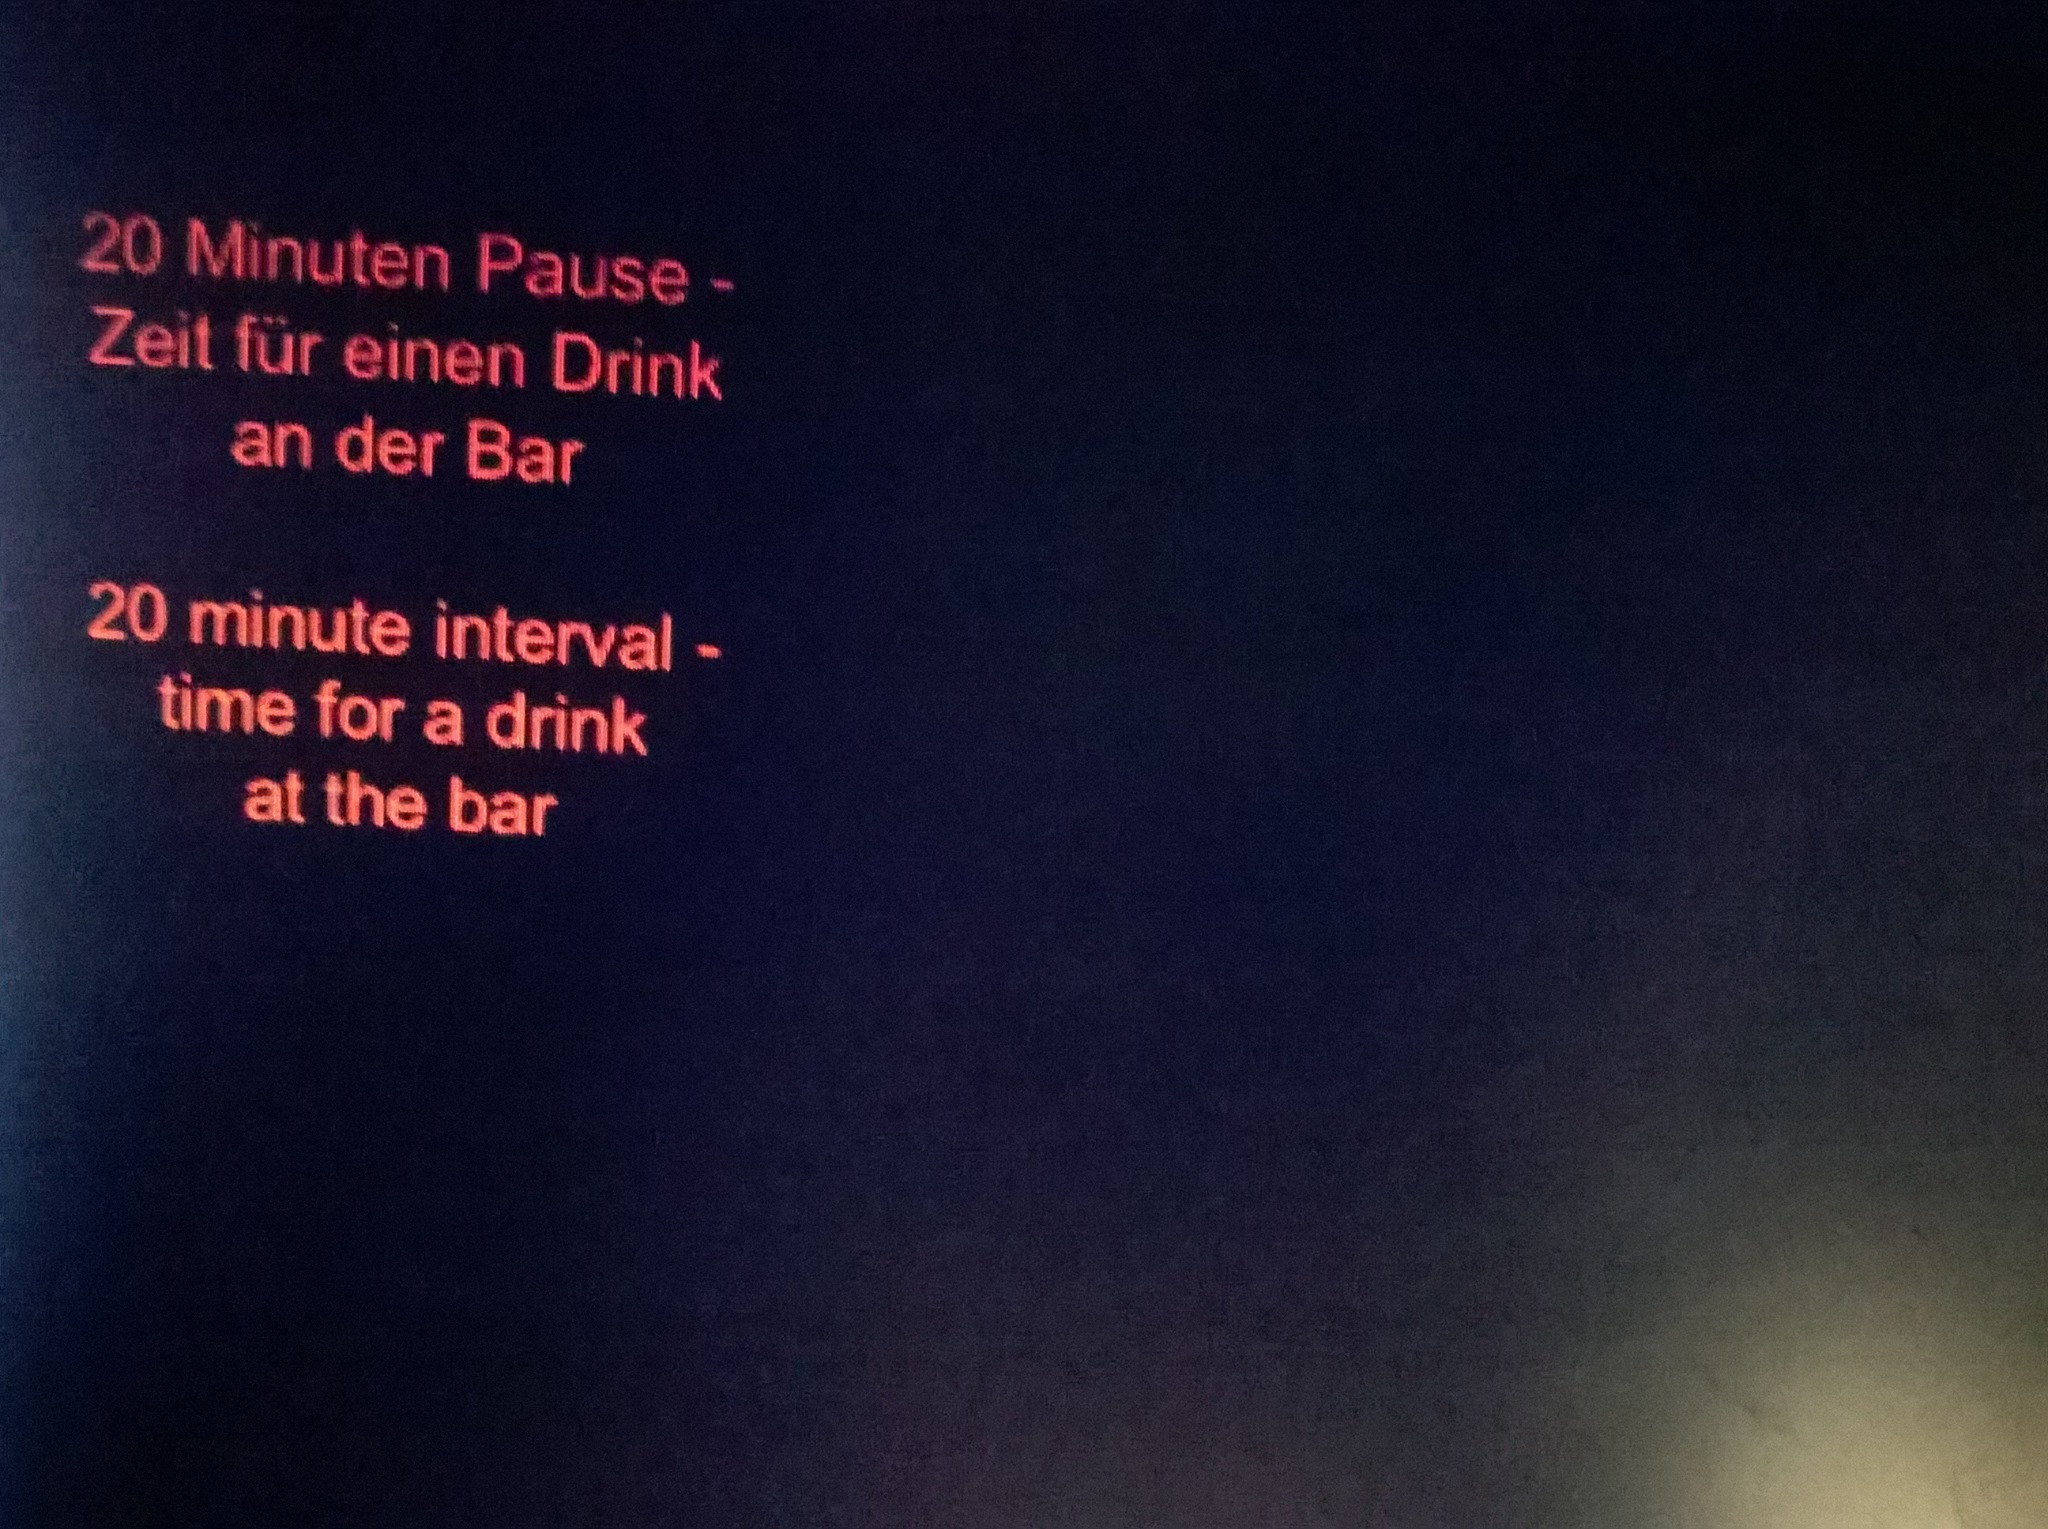 20 Minuten Pause -
Zeit für einen Drink
an der Bar
20 minute interval -
time for a drink
at the bar